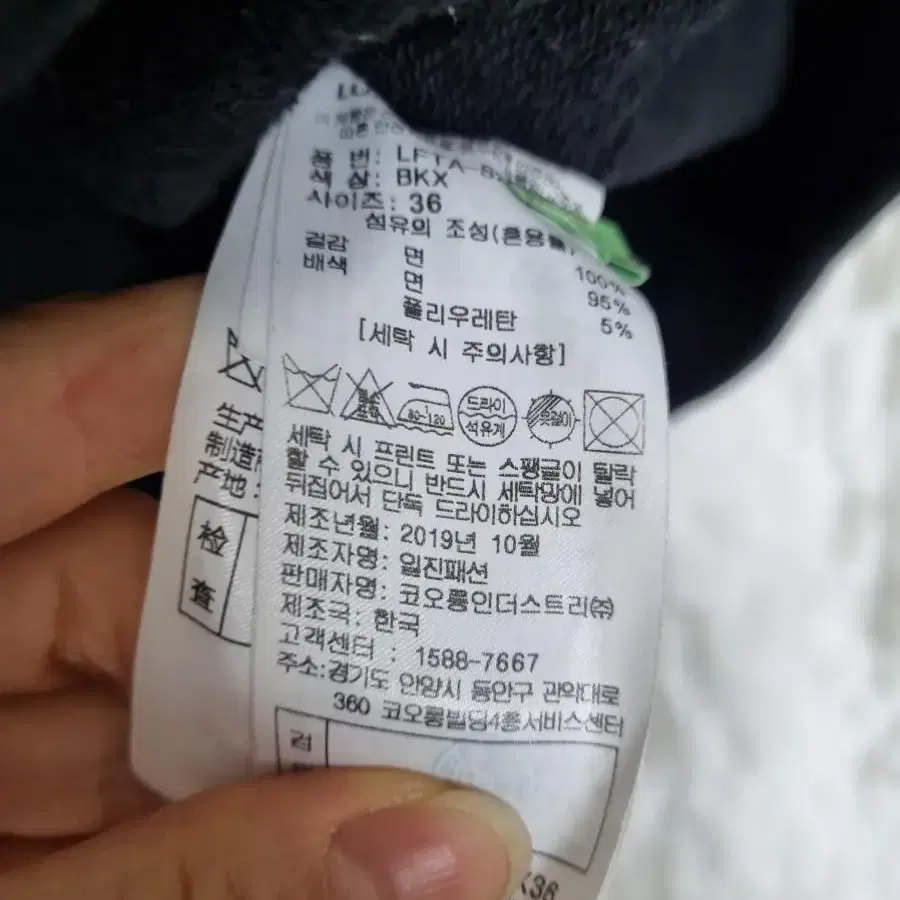 품 번: LFTA
색 상: BKX
사이즈: 36
섬유의 조성(혼용률)
겉감 면 100%
배색 면 95%
폴리우레탄 5%
[세탁 시 주의사항]
80~120
드라이
석유계
옷걸이
세탁 시 프린트 또는 스팽글이 탈락
할 수 있으니 반드시 세탁망에 넣어
뒤집어서 단독 드라이하십시오
제조년월: 2019년 10월
제조자명: 일진패션
판매자명: 코오롱인더스트리㈜
제조국: 한국
고객센터 : 1588-7667
주소:경기도 안양시 동안구 관악대로
360 코오롱빌딩4층서비스센터
검
生产
制造商
产地:
检
查